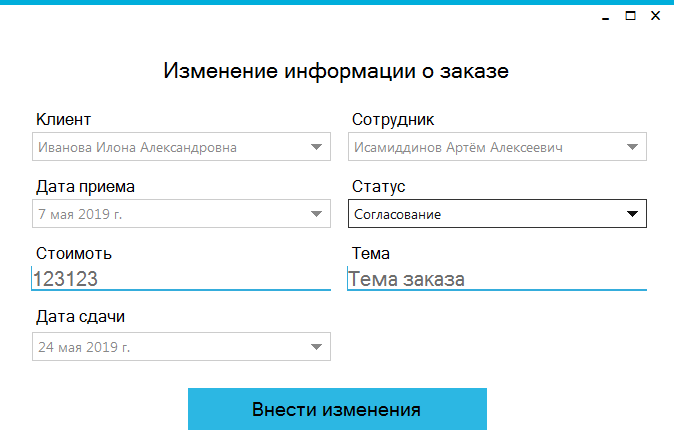 Изменение информации о заказе
Клиент
Сотрудник
Иванова Илона Александровна
Исамиддинов Артём Алексеевич
Дата приема
Статус
7 мая 2019 г.
Согласование
Стоимоть
Тема
123123
Тема заказа
Дата сдачи
24 мая 2019 г.
Внести изменения